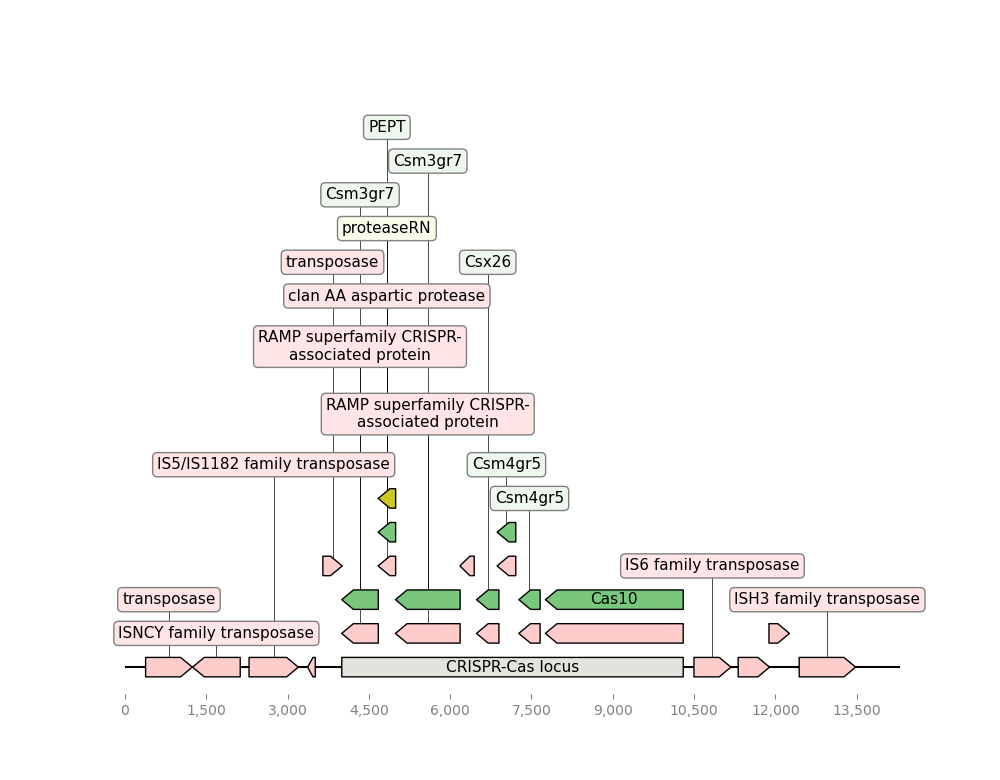 PEPT
Csm3gr7
Csm3gr7
proteaseRN
transposase
Csx26
clan AA aspartic protease
RAMP superfamily CRISPR-
associated protein
RAMP superfamily CRISPR-
associated protein
IS5/IS1182 family transposase
Csm4gr5
Csm4gr5
IS6 family transposase
transposase
Cas10
ISH3 family transposase
ISNCY family transposase
CRISPR-Cas locus
0
1,500
3,000
4,500
6,000
7,500
9,000
10,500
12,000
13,500